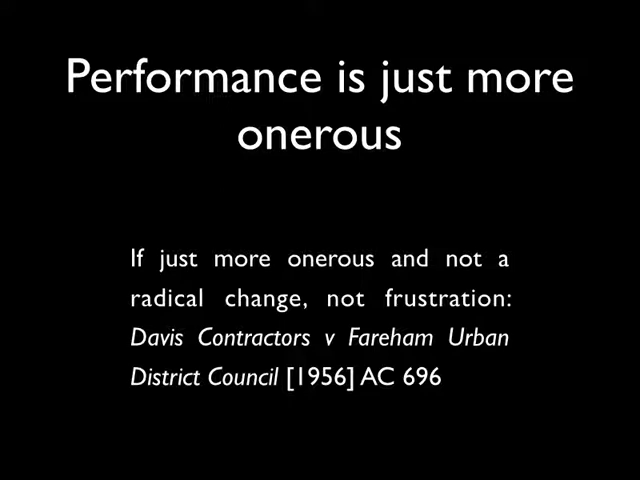 Performance is just more
onerous
If just more onerous and not a
radical change, not frustration:
Davis Contractors v Fareham Urban
District Council [1956] AC 696